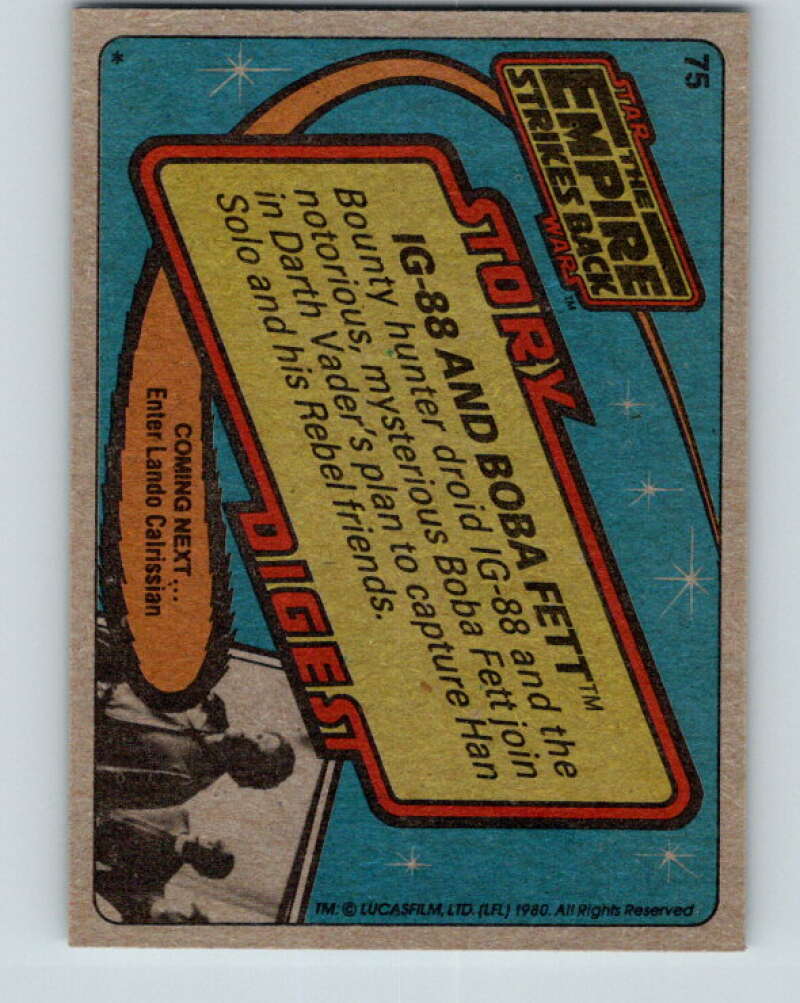 75
STAR
THE
EMPIRE
STRIKES BACK
WARS™
STORY
IG-88 AND BOBA FETT™
Bounty hunter droid IG-88 and the
notorious, mysterious Boba Fett join
in Darth Vader's plan to capture Han
Solo and his Rebel friends.
DIGEST
COMING NEXT...
Enter Lando Calrissian
*
TM: © LUCASFILM, LTD. (LFL) 1980. All Rights Reserved